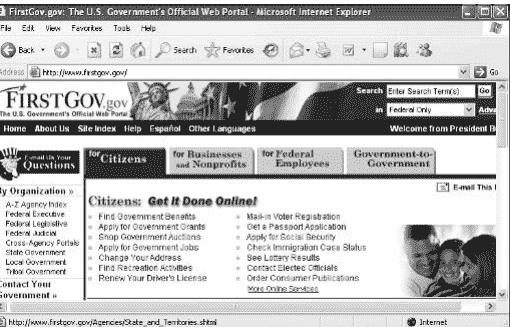 FirstGov.gov: The U.S. Government's Official Web Portal - Microsoft Internet Explorer
File Edit View Favorites Tools Help
Back Search Favorites
Address http://www.firstgov.gov/ Go
FIRSTGOV.gov
The U.S. Government's Official Web Portal
Search Enter Search Term(s) Go
in Federal Only Adva
Home About Us Site Index Help Español Other Languages Welcome from President B
E-mail Us Your Questions
for Citizens
for Businesses and Nonprofits
for Federal Employees
Government-to-Government
E-mail This
By Organization »
A-Z Agency Index
Federal Executive
Federal Legislative
Federal Judicial
Cross-Agency Portals
State Government
Local Government
Tribal Government
Contact Your
Government »
Citizens: Get It Done Online!
Find Government Benefits
Apply for Government Grants
Shop Government Auctions
Apply for Government Jobs
Change Your Address
Find Recreation Activities
Renew Your Driver's License
Mail-in Voter Registration
Get a Passport Application
Apply for Social Security
Check Immigration Case Status
See Lottery Results
Contact Elected Officials
Order Consumer Publications
More Online Services
http://www.firstgov.gov/Agencies/State_and_Territories.shtml Internet